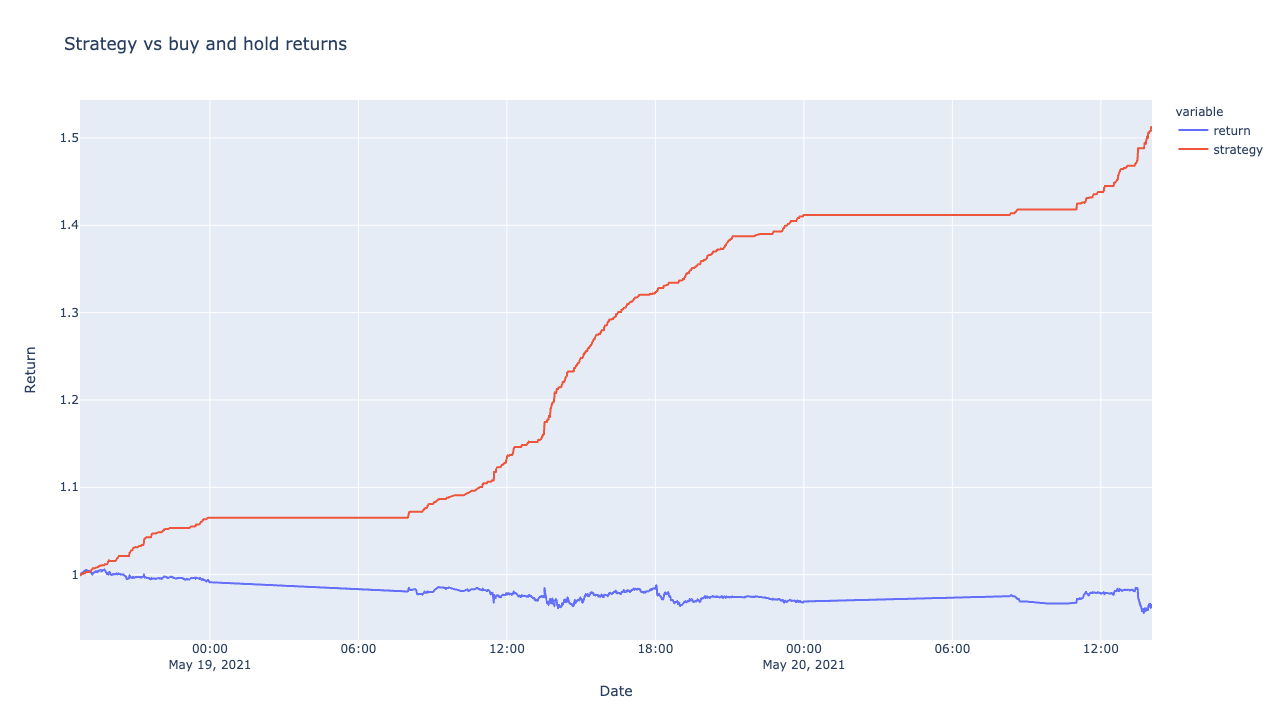 Strategy vs buy and hold returns
variable
return
strategy
Return
1.5
1.4
1.3
1.2
1.1
1
00:00
May 19, 2021
06:00
12:00
18:00
00:00
May 20, 2021
06:00
12:00
Date